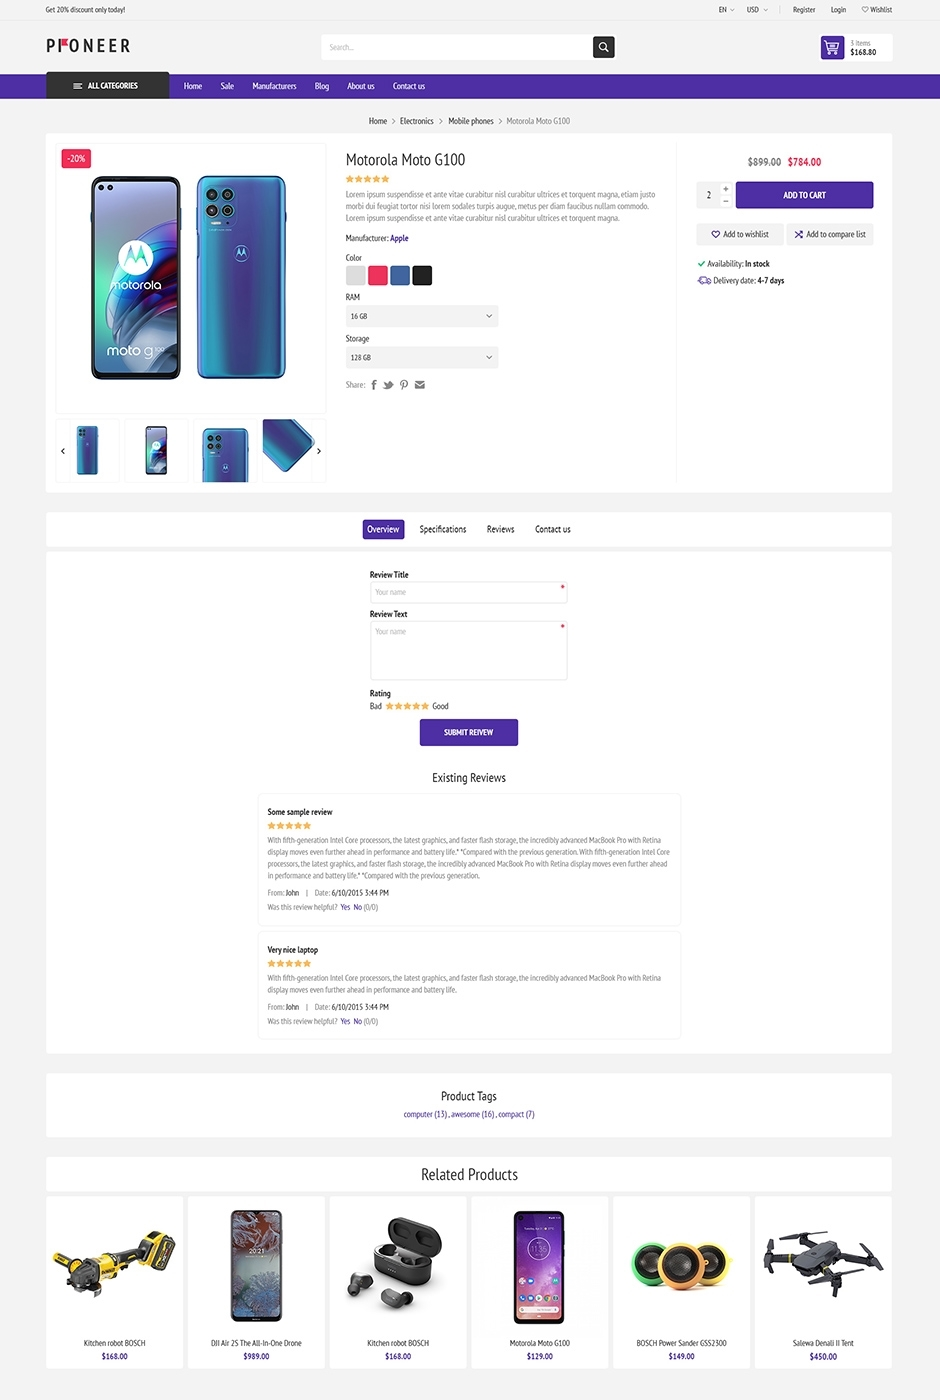 Get 20% discount only today!
EN
USD
Register
Login
Wishlist
PIONEER
Search...
3 items
$168.80
ALL CATEGORIES
Home
Sale
Manufacturers
Blog
About us
Contact us
Home > Electronics > Mobile phones > Motorola Moto G100
-20%
motorola
moto g 100
Motorola Moto G100
Lorem ipsum suspendisse et ante vitae curabitur nisl curabitur ultrices et torquent magna, etiam justo
morbi dui feugiat tortor nisi lorem sodales turpis augue, metus per diam faucibus nullam commodo.
Lorem ipsum suspendisse et ante vitae curabitur nisl curabitur ultrices et torquent magna.
Manufacturer: Apple
Color
RAM
16 GB
Storage
128 GB
Share:
$899.00 $784.00
2
+
−
ADD TO CART
Add to wishlist
Add to compare list
Availability: In stock
Delivery date: 4-7 days
Overview
Specifications
Reviews
Contact us
Review Title
Your name
*
Review Text
Your name
*
Rating
Bad
Good
SUBMIT REIVEW
Existing Reviews
Some sample review
With fifth-generation Intel Core processors, the latest graphics, and faster flash storage, the incredibly advanced MacBook Pro with Retina
display moves even further ahead in performance and battery life.* *Compared with the previous generation. With fifth-generation Intel Core
processors, the latest graphics, and faster flash storage, the incredibly advanced MacBook Pro with Retina display moves even further ahead
in performance and battery life.* *Compared with the previous generation.
From: John | Date: 6/10/2015 3:44 PM
Was this review helpful? Yes No (0/0)
Very nice laptop
With fifth-generation Intel Core processors, the latest graphics, and faster flash storage, the incredibly advanced MacBook Pro with Retina
display moves even further ahead in performance and battery life.
From: John | Date: 6/10/2015 3:44 PM
Was this review helpful? Yes No (0/0)
Product Tags
computer (13) , awesome (16) , compact (7)
Related Products
20:21
11:35
Kitchen robot BOSCH
$168.00
DJI Air 2S The All-In-One Drone
$989.00
Kitchen robot BOSCH
$168.00
Motorola Moto G100
$129.00
BOSCH Power Sander GSS2300
$149.00
Salewa Denali II Tent
$450.00